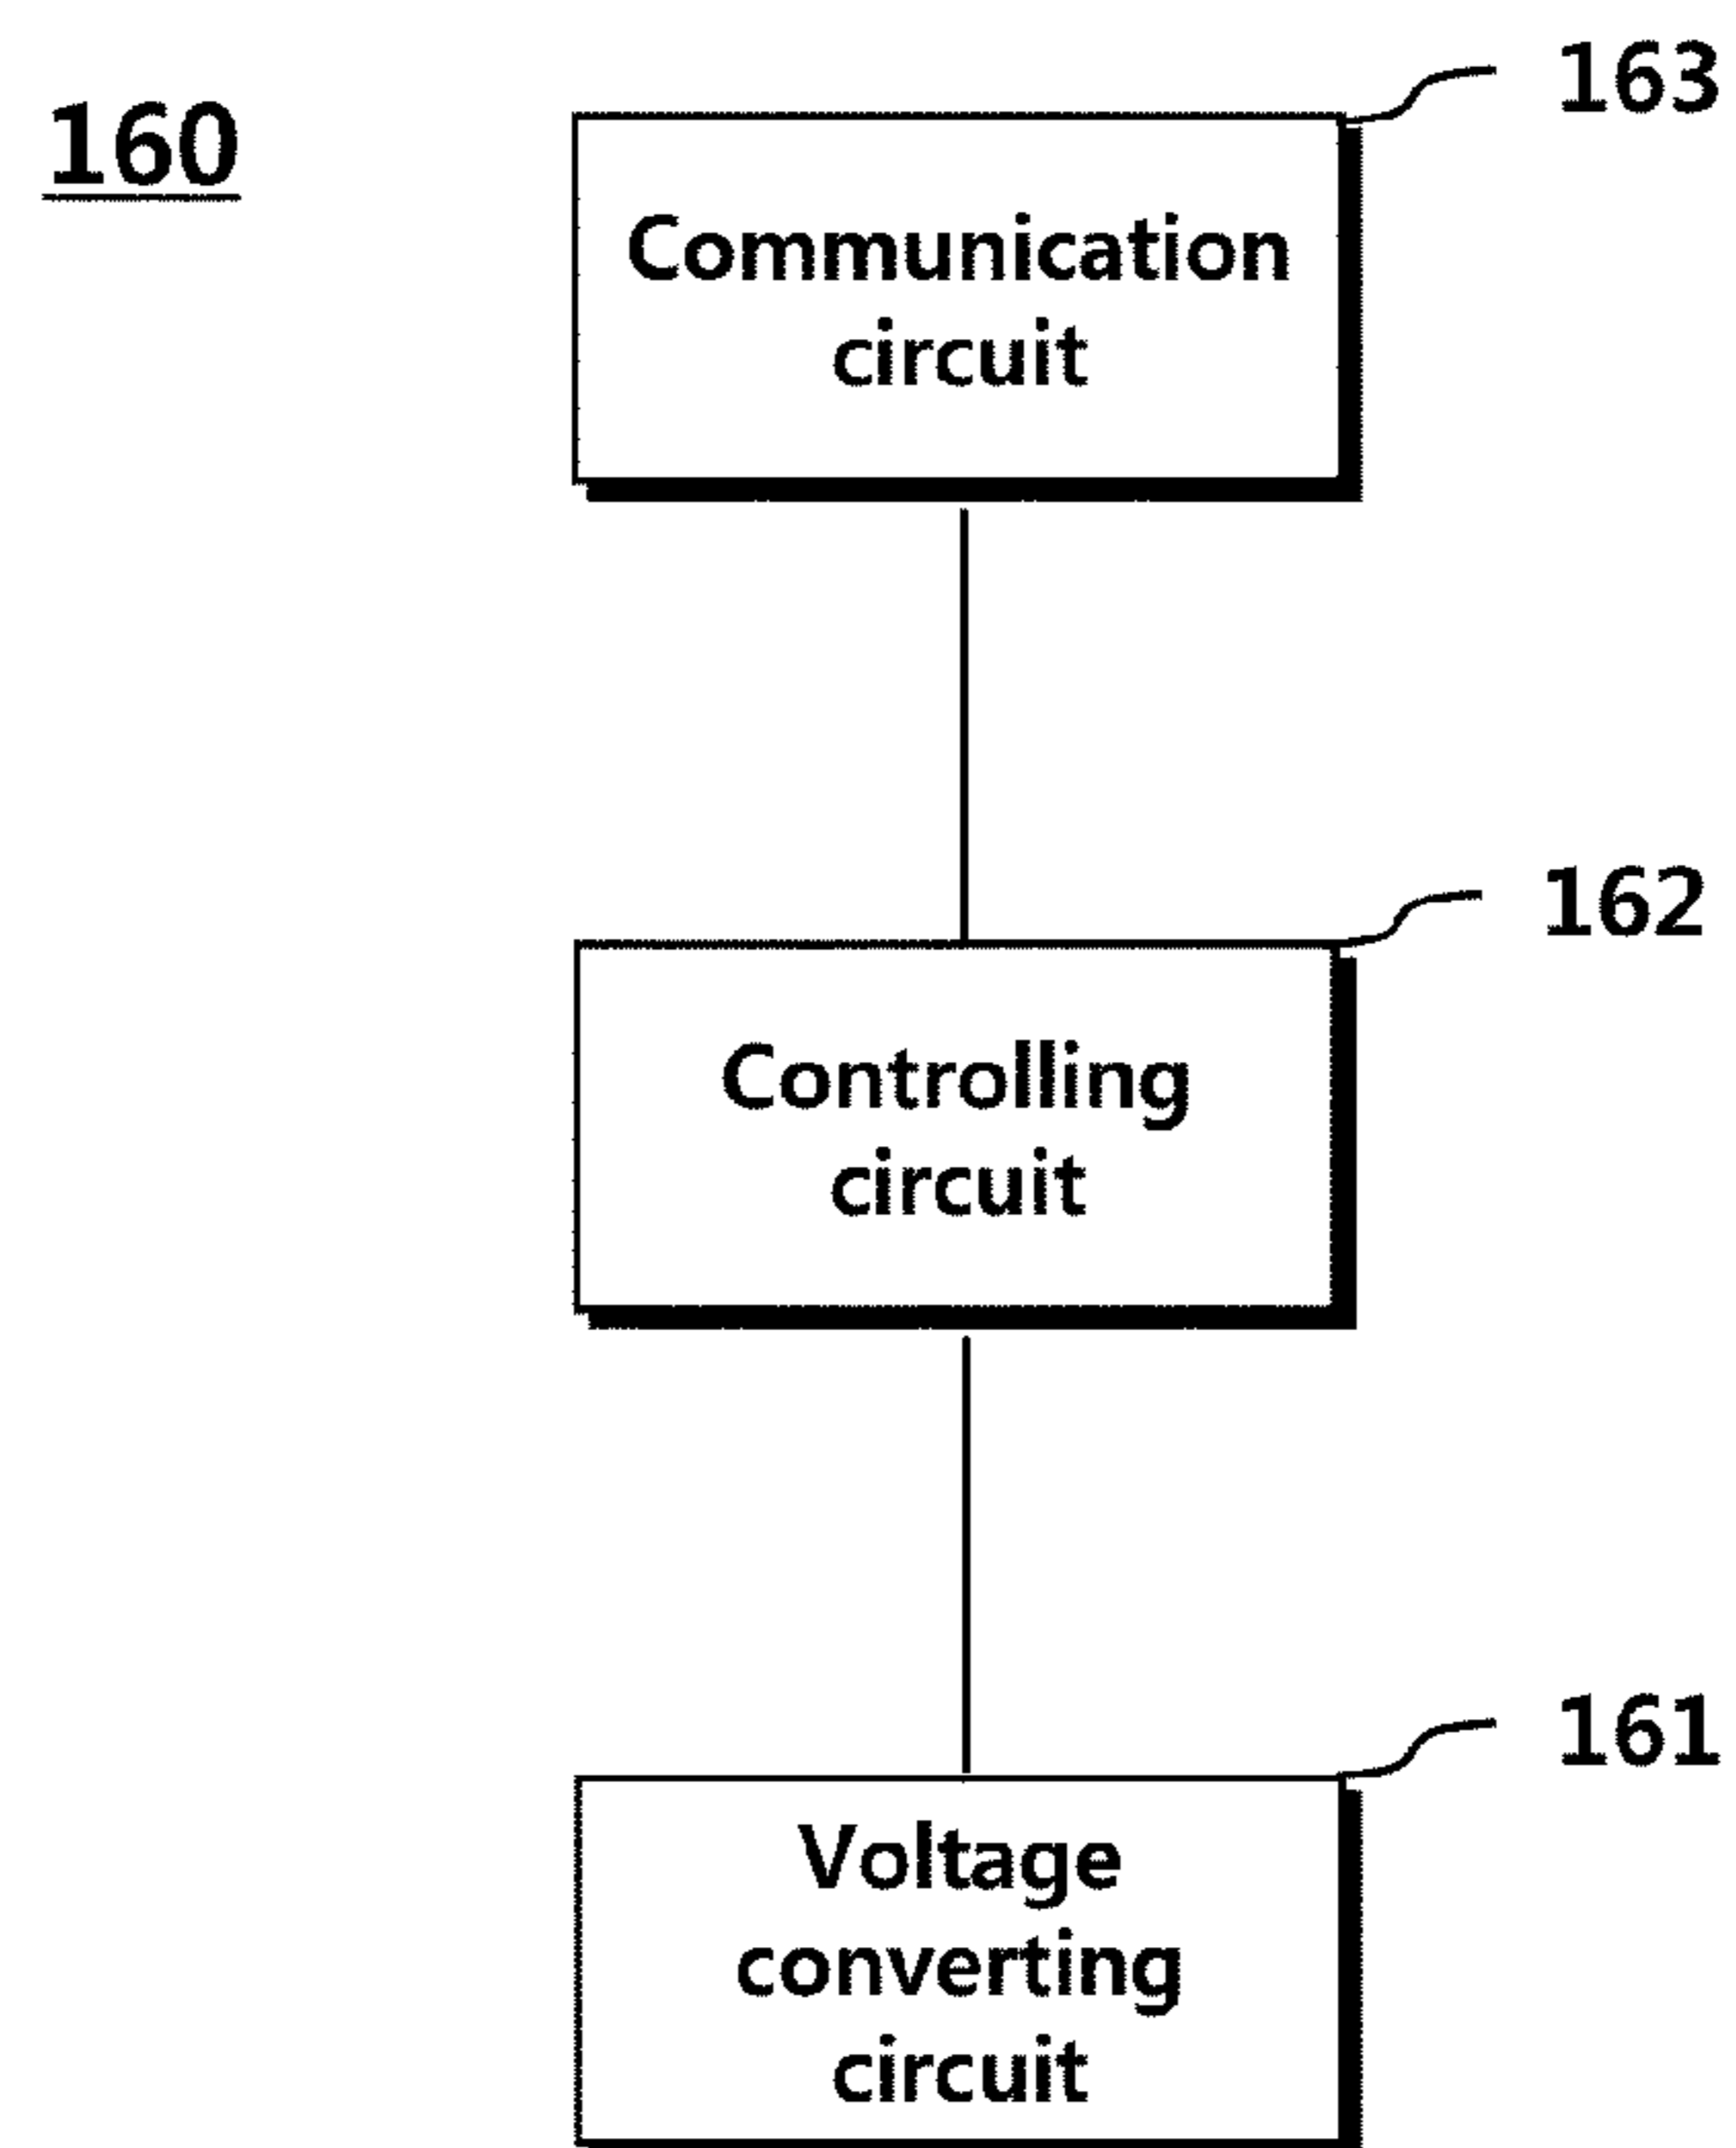 160
163
Communication
circuit
162
Controlling
circuit
161
Voltage
converting
circuit